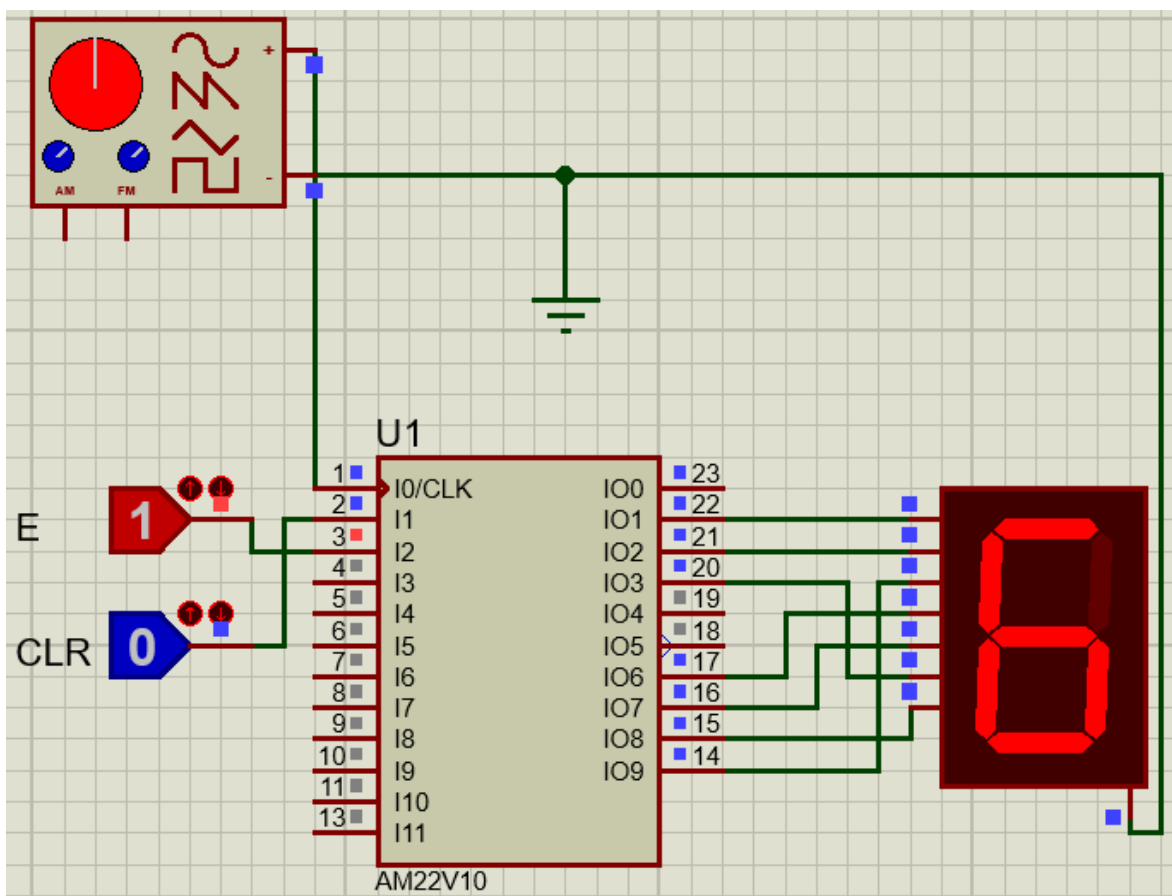 +
-
AM FM
U1
1 I0/CLK IO0 23
2 I1 IO1 22
3 I2 IO2 21
4 I3 IO3 20
5 I4 IO4 19
6 I5 IO5 18
7 I6 IO6 17
8 I7 IO7 16
9 I8 IO8 15
10 I9 IO9 14
11 I10
13 I11
AM22V10
E 1
CLR 0
6